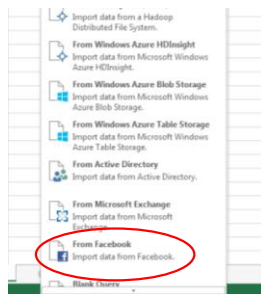 Import data from a Hadoop
Distributed File System.
From Windows Azure HDInsight
Import data from Microsoft Windows
Azure HDInsight.
From Windows Azure Blob Storage
Import data from Microsoft Windows
Azure Blob Storage.
From Windows Azure Table Storage
Import data from Microsoft Windows
Azure Table Storage.
From Active Directory
Import data from Active Directory.
From Microsoft Exchange
Import data from Microsoft
Exchange.
From Facebook
Import data from Facebook.
Blank Query